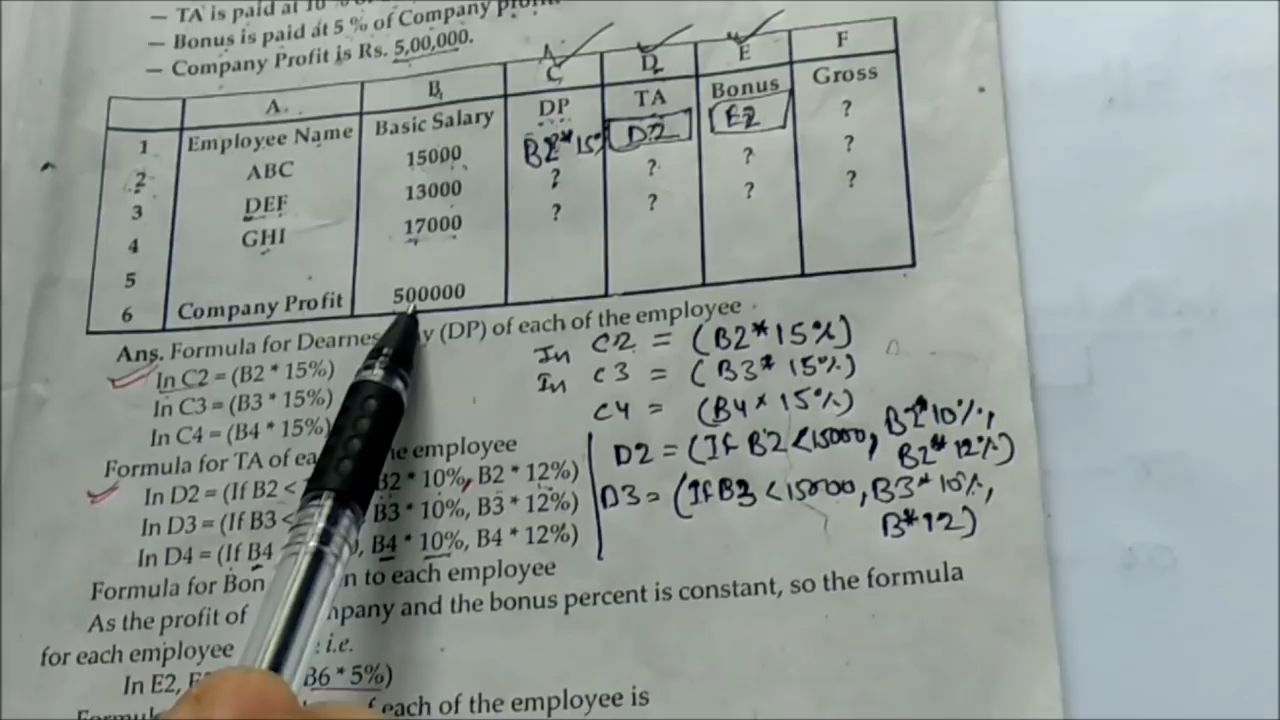 — TA is paid at 10 %
— Bonus is paid at 5 % of Company profit
— Company Profit is Rs. 5,00,000.
A B C D E F
1 Employee Name Basic Salary DP TA Bonus Gross
2 ABC 15000 B2*15% D2 E2 ?
3 DEF 13000 ? ? ? ?
4 GHI 17000 ? ? ? ?
5
6 Company Profit 500000
Ans. Formula for (DP) of each of the employee
In C2 = (B2 * 15%)
In C3 = (B3 * 15%)
In C4 = (B4 * 15%)
Formula for TA of employee
In D2 = (If B2 < B2 * 10%, B2 * 12%)
In D3 = (If B3 < B3 * 10%, B3 * 12%)
In D4 = (If B4 , B4 * 10%, B4 * 12%)
Formula for to each employee
As the profit of and the bonus percent is constant, so the formula
for each employee i.e.
In E2, B6 * 5%)
of each of the employee is
In C2 = (B2*15%)
In C3 = (B3*15%)
C4 = (B4*15%)
D2 = (If B2 <15000, B2*10%,
B2*12%)
D3 = (If B3 <15000, B3*10%,
B*12)